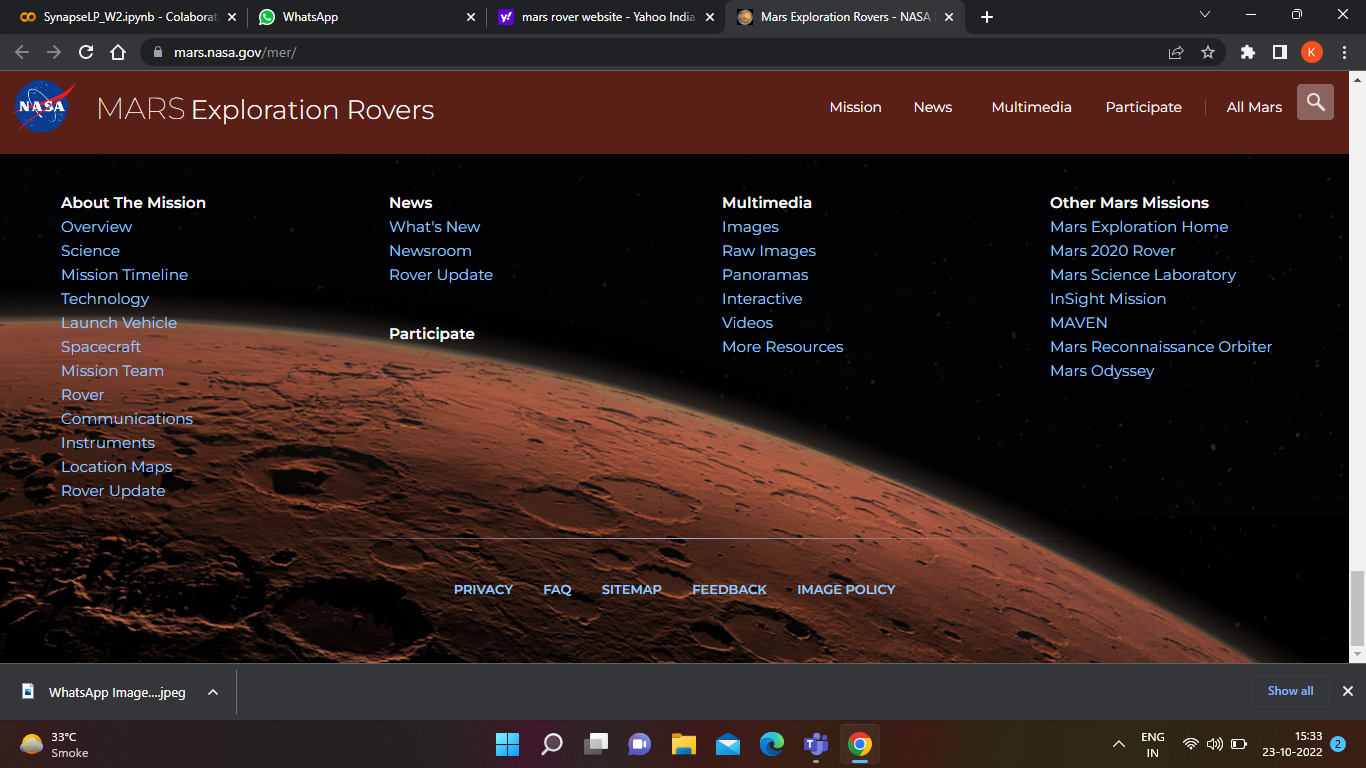 SynapseLP_W2.ipynb - Colaborat
WhatsApp
mars rover website - Yahoo India
Mars Exploration Rovers - NASA
mars.nasa.gov/mer/
K
NASA
MARS Exploration Rovers
Mission
News
Multimedia
Participate
All Mars
About The Mission
Overview
Science
Mission Timeline
Technology
Launch Vehicle
Spacecraft
Mission Team
Rover
Communications
Instruments
Location Maps
Rover Update
News
What's New
Newsroom
Rover Update
Participate
Multimedia
Images
Raw Images
Panoramas
Interactive
Videos
More Resources
Other Mars Missions
Mars Exploration Home
Mars 2020 Rover
Mars Science Laboratory
InSight Mission
MAVEN
Mars Reconnaissance Orbiter
Mars Odyssey
PRIVACY
FAQ
SITEMAP
FEEDBACK
IMAGE POLICY
WhatsApp Image....jpeg
Show all
33°C
Smoke
ENG
IN
15:33
23-10-2022
2